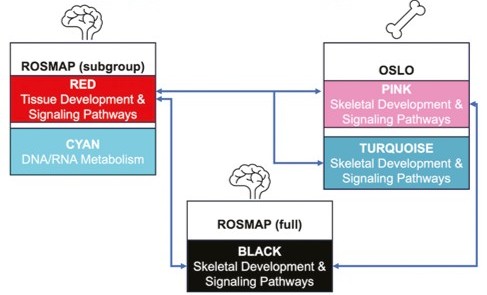 ROSMAP (subgroup)
RED
Tissue Development &
Signaling Pathways
CYAN
DNA/RNA Metabolism
OSLO
PINK
Skeletal Development &
Signaling Pathways
TURQUOISE
Skeletal Development &
Signaling Pathways
ROSMAP (full)
BLACK
Skeletal Development &
Signaling Pathways